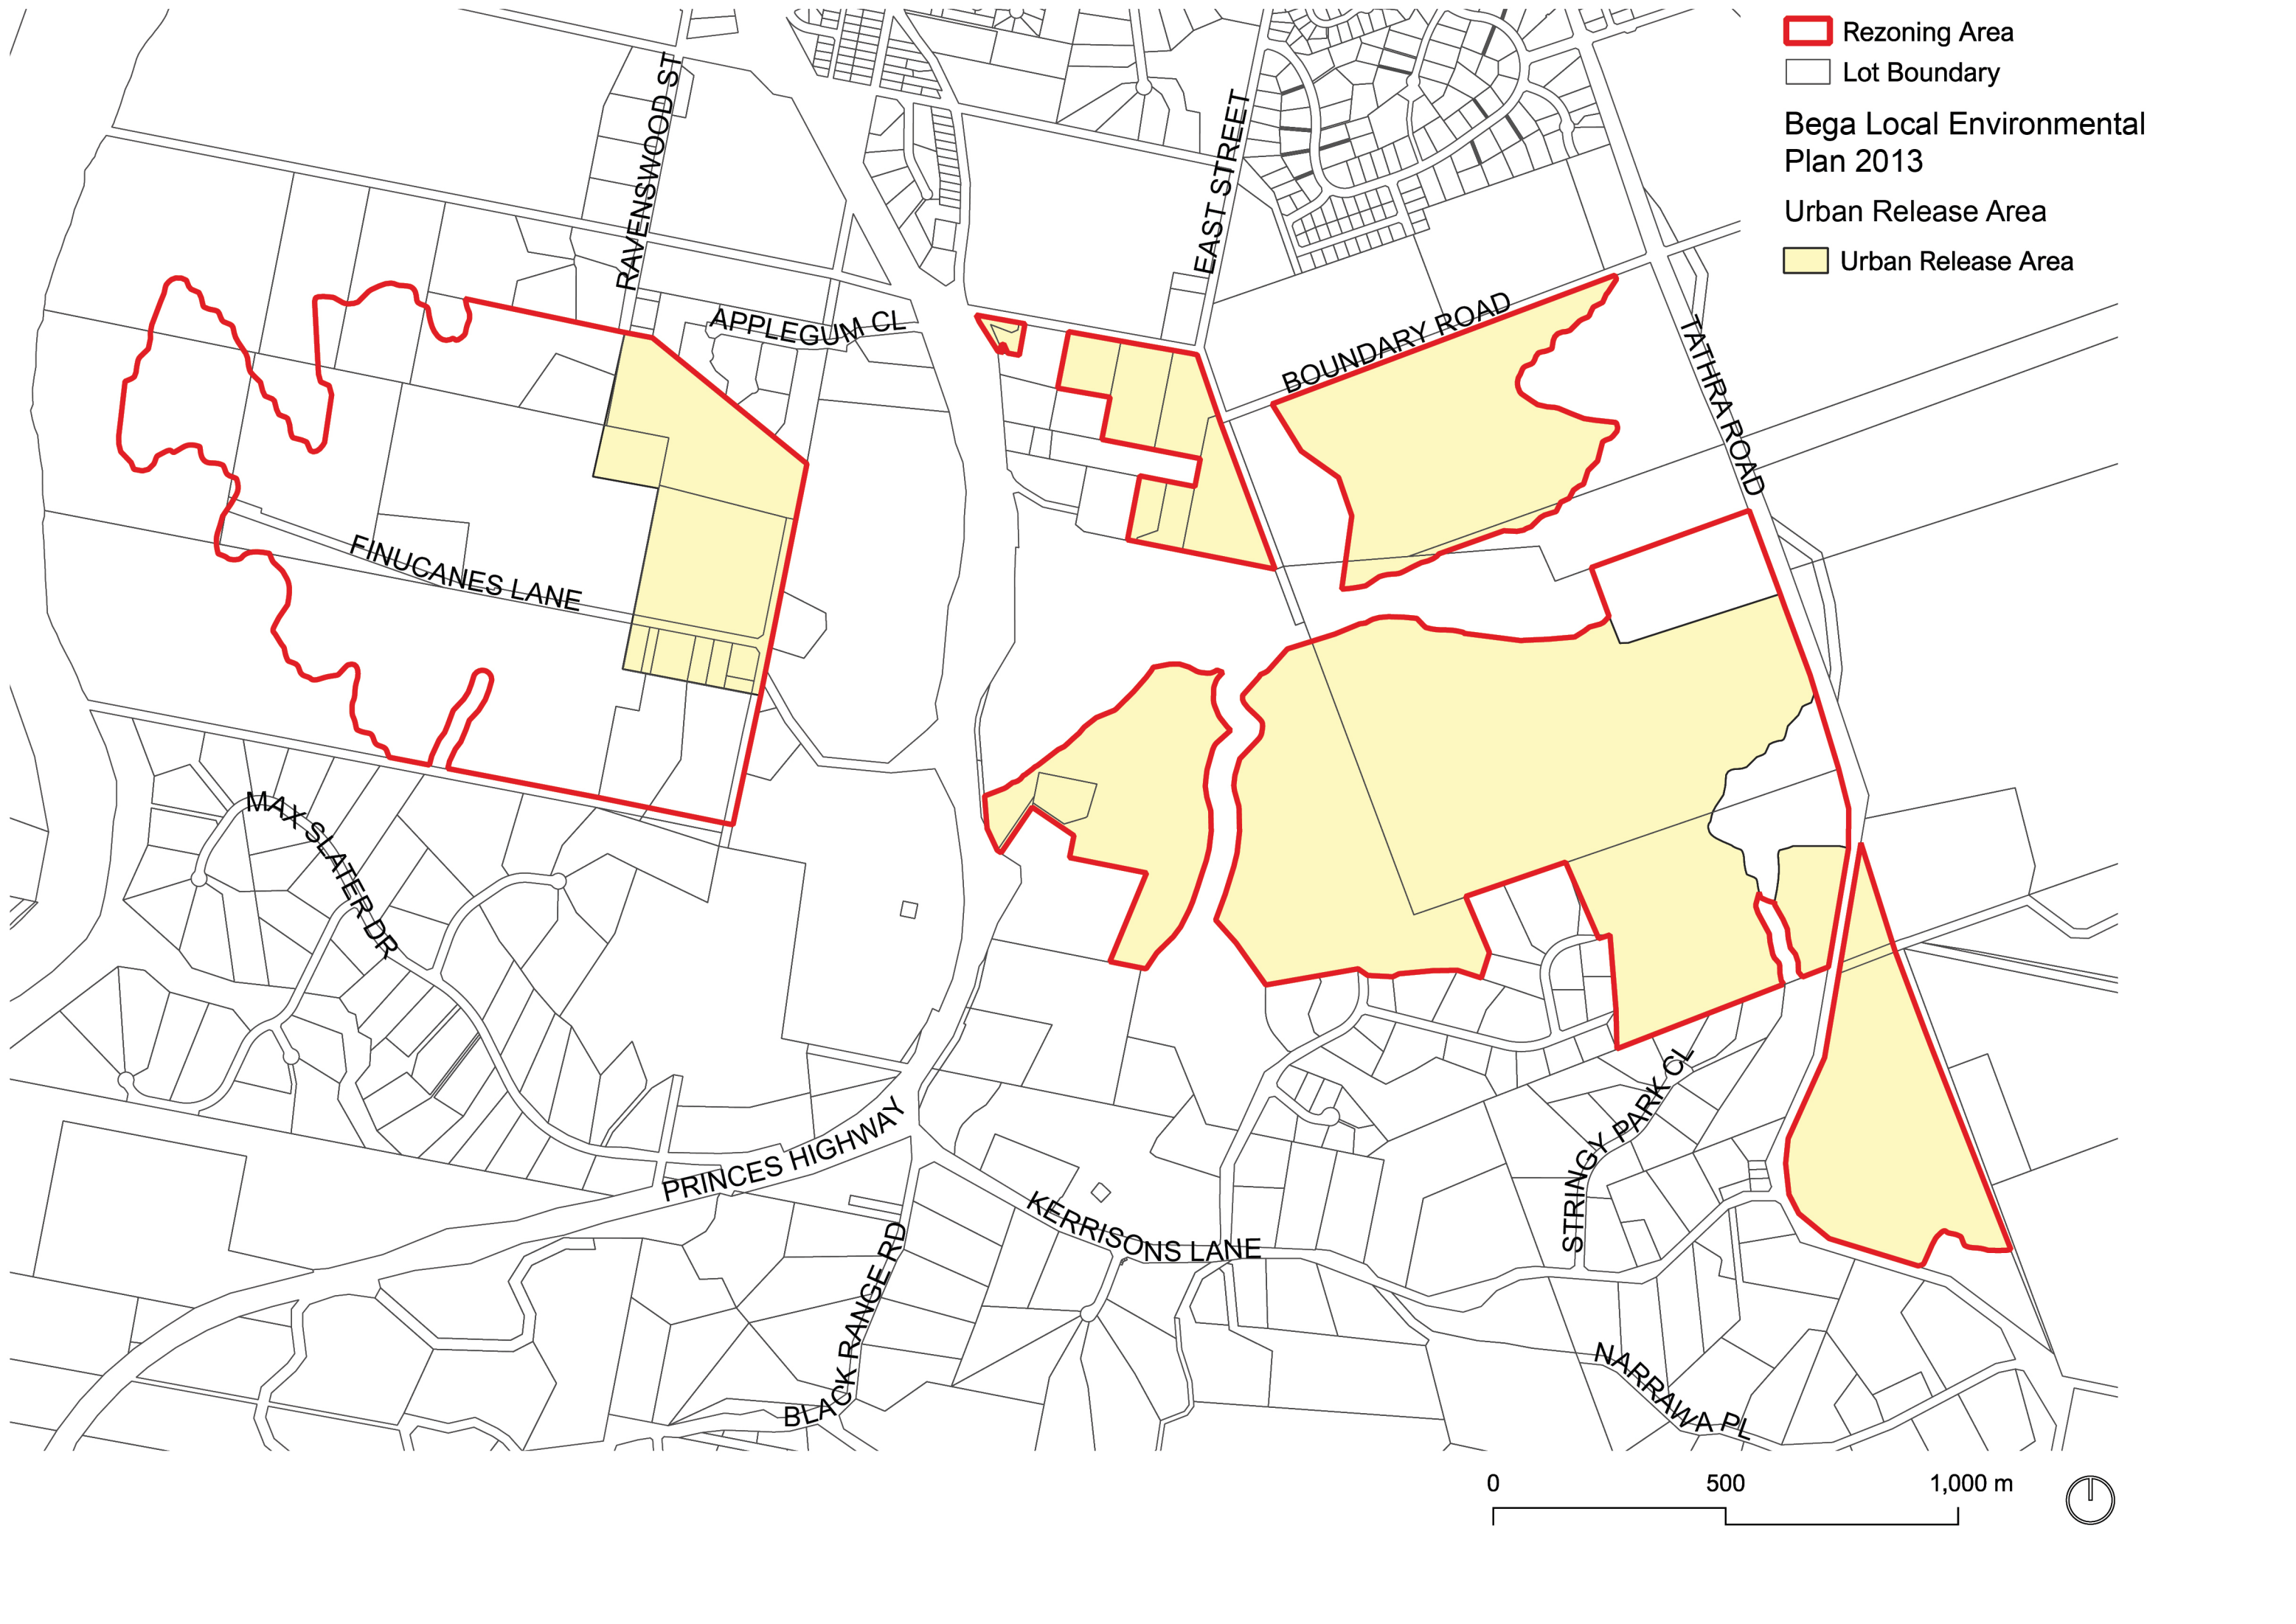 Rezoning Area
Lot Boundary
Bega Local Environmental
Plan 2013
Urban Release Area
Urban Release Area
RAVENSWOOD ST
EAST STREET
APPLEGUM CL
BOUNDARY ROAD
TATHRA ROAD
FINUCANES LANE
MAX SLATER DR
PRINCES HIGHWAY
STRINGY PARK CL
KERRISONS LANE
BLACK RANGE RD
NARRAWA PL
0 500 1,000 m